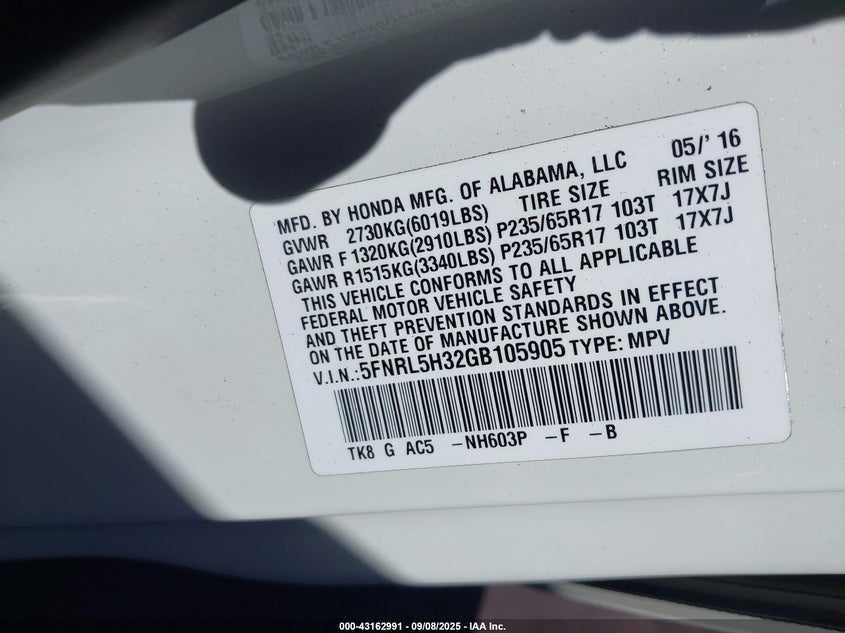 MFD. BY HONDA MFG. OF ALABAMA, LLC 05/' 16
GVWR 2730KG(6019LBS) TIRE SIZE RIM SIZE
GAWR F 1320KG(2910LBS) P235/65R17 103T 17X7J
GAWR R1515KG(3340LBS) P235/65R17 103T 17X7J
THIS VEHICLE CONFORMS TO ALL APPLICABLE
FEDERAL MOTOR VEHICLE SAFETY
AND THEFT PREVENTION STANDARDS IN EFFECT
ON THE DATE OF MANUFACTURE SHOWN ABOVE.
V.I.N.:5FNRL5H32GB105905 TYPE: MPV
TK8 G AC5 -NH603P -F -B
000-43162991 - 09/08/2025 - IAA Inc.